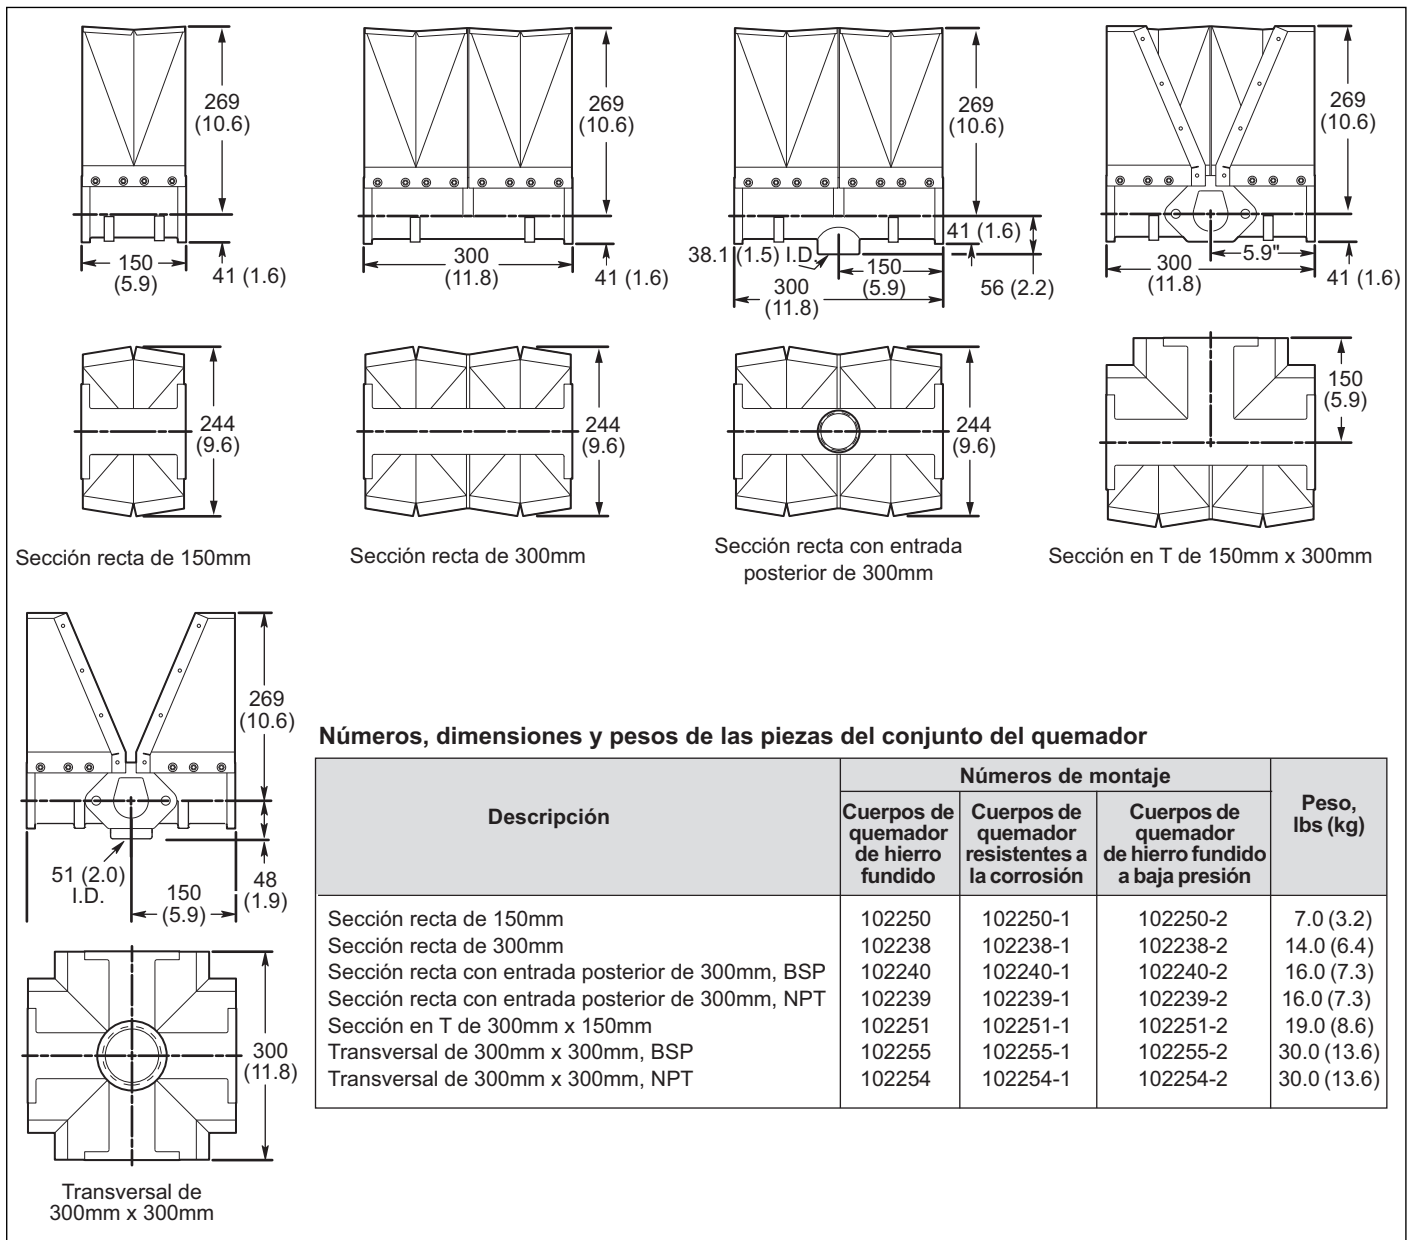 269
(10.6)
150
(5.9)
41 (1.6)
269
(10.6)
300
(11.8)
41 (1.6)
269
(10.6)
41 (1.6)
38.1 (1.5) I.D.
150
(5.9)
300
(11.8)
56 (2.2)
269
(10.6)
5.9"
300
(11.8)
41 (1.6)
244
(9.6)
244
(9.6)
244
(9.6)
150
(5.9)
Sección recta de 150mm
Sección recta de 300mm
Sección recta con entrada
posterior de 300mm
Sección en T de 150mm x 300mm
269
(10.6)
51 (2.0)
I.D.
150
(5.9)
48
(1.9)
300
(11.8)
Transversal de
300mm x 300mm
Números, dimensiones y pesos de las piezas del conjunto del quemador
Descripción
Números de montaje
Peso,
lbs (kg)
Cuerpos de
quemador
de hierro
fundido
Cuerpos de
quemador
resistentes a
la corrosión
Cuerpos de
quemador
de hierro fundido
a baja presión
Sección recta de 150mm 102250 102250-1 102250-2 7.0 (3.2)
Sección recta de 300mm 102238 102238-1 102238-2 14.0 (6.4)
Sección recta con entrada posterior de 300mm, BSP 102240 102240-1 102240-2 16.0 (7.3)
Sección recta con entrada posterior de 300mm, NPT 102239 102239-1 102239-2 16.0 (7.3)
Sección en T de 300mm x 150mm 102251 102251-1 102251-2 19.0 (8.6)
Transversal de 300mm x 300mm, BSP 102255 102255-1 102255-2 30.0 (13.6)
Transversal de 300mm x 300mm, NPT 102254 102254-1 102254-2 30.0 (13.6)